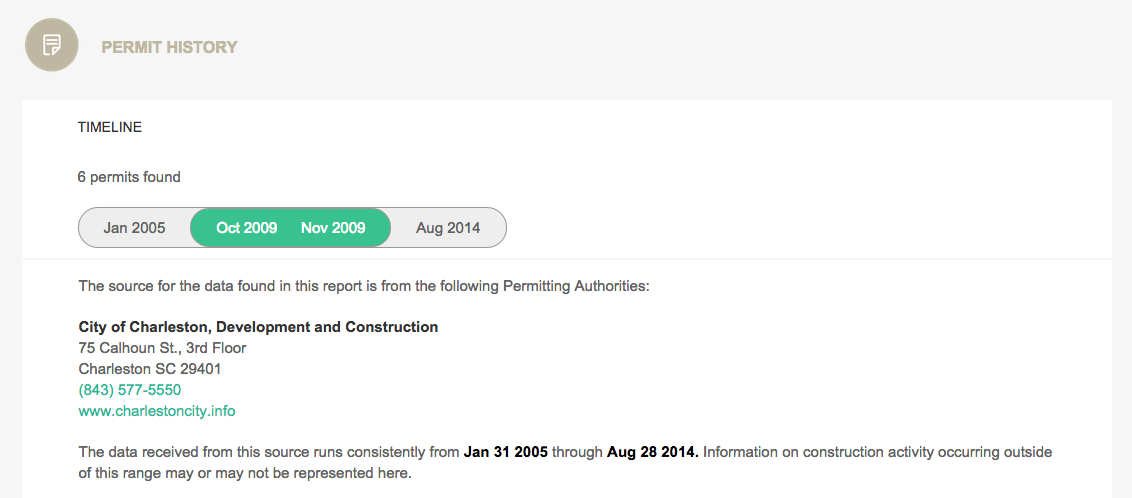 PERMIT HISTORY
TIMELINE
6 permits found
Jan 2005 Oct 2009 Nov 2009 Aug 2014
The source for the data found in this report is from the following Permitting Authorities:
City of Charleston, Development and Construction
75 Calhoun St., 3rd Floor
Charleston SC 29401
(843) 577-5550
www.charlestoncity.info
The data received from this source runs consistently from Jan 31 2005 through Aug 28 2014. Information on construction activity occurring outside
of this range may or may not be represented here.